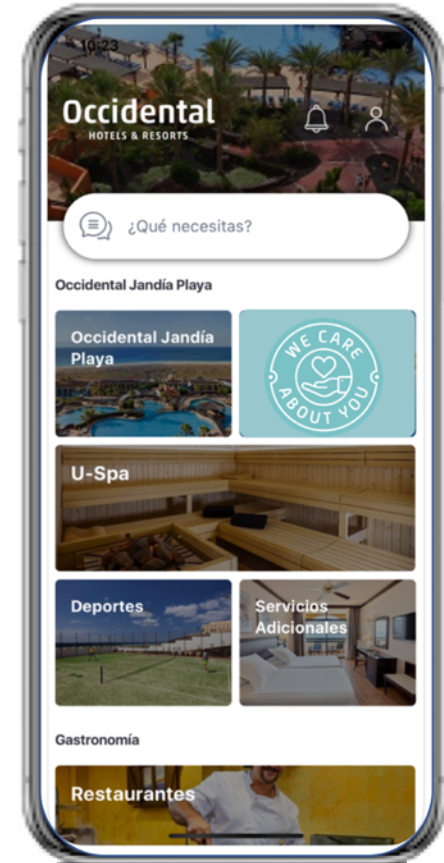 10:23
Occidental
HOTELS & RESORTS
¿Qué necesitas?
Occidental Jandía Playa
Occidental Jandía
Playa
WE CARE
ABOUT YOU
U-Spa
Deportes
Servicios
Adicionales
Gastronomía
Restaurantes